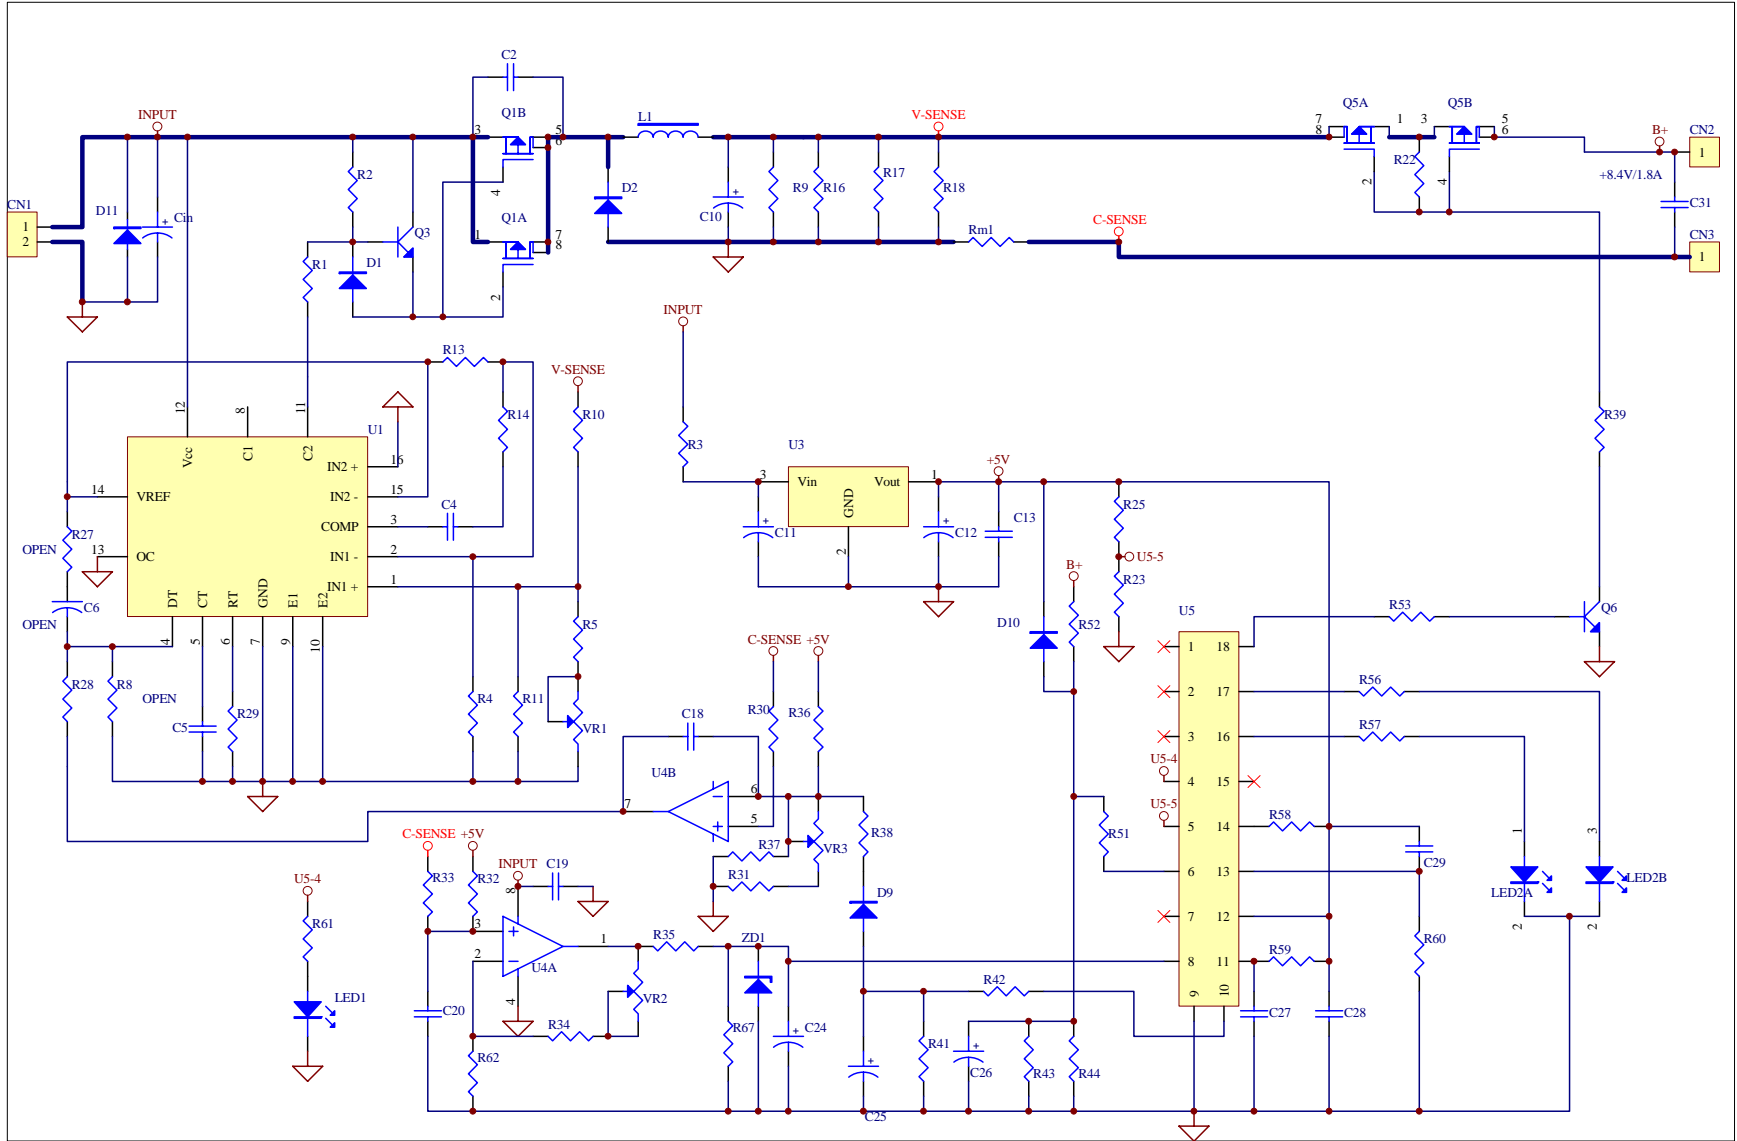 C2
INPUT
Q1B
L1
V-SENSE
Q5A
Q5B
B+
CN2
3
5
6
7
8
1
3
5
6
1
R2
4
D2
C10
+
R9
R16
R17
R18
2
R22
4
+8.4V/1.8A
C31
CN1
1
2
D11
Cin
+
Q3
Q1A
1
7
8
C-SENSE
Rm1
CN3
1
R1
D1
2
INPUT
R13
V-SENSE
12
8
11
R14
R10
R39
U1
Vcc
C1
C2
IN2 +
16
R3
U3
+5V
14
VREF
IN2 -
15
3
Vin
Vout
1
GND
R25
C4
COMP
3
C11
+
2
C12
+
C13
R27
OPEN
13
OC
IN1 -
2
U5-5
B+
R23
IN1 +
1
DT
CT
RT
GND
E1
E2
C6
OPEN
4
5
6
7
9
10
R5
C-SENSE
+5V
D10
R52
U5
R53
Q6
1
18
R28
R8
OPEN
R4
R11
2
17
R56
C5
R29
VR1
C18
R30
R36
3
16
R57
U5-4
4
15
U4B
6
7
5
U5-5
5
14
R58
R38
R51
1
3
C-SENSE
+5V
R37
VR3
C29
INPUT
C19
R31
6
13
LED2A
LED2B
U5-4
R33
R32
8
D9
7
12
2
2
R61
3
1
R35
ZD1
R60
2
U4A
8
11
R59
LED1
4
VR2
R42
9
10
C20
R34
R67
C24
+
C27
C28
R62
R41
C26
+
R43
R44
C25
+